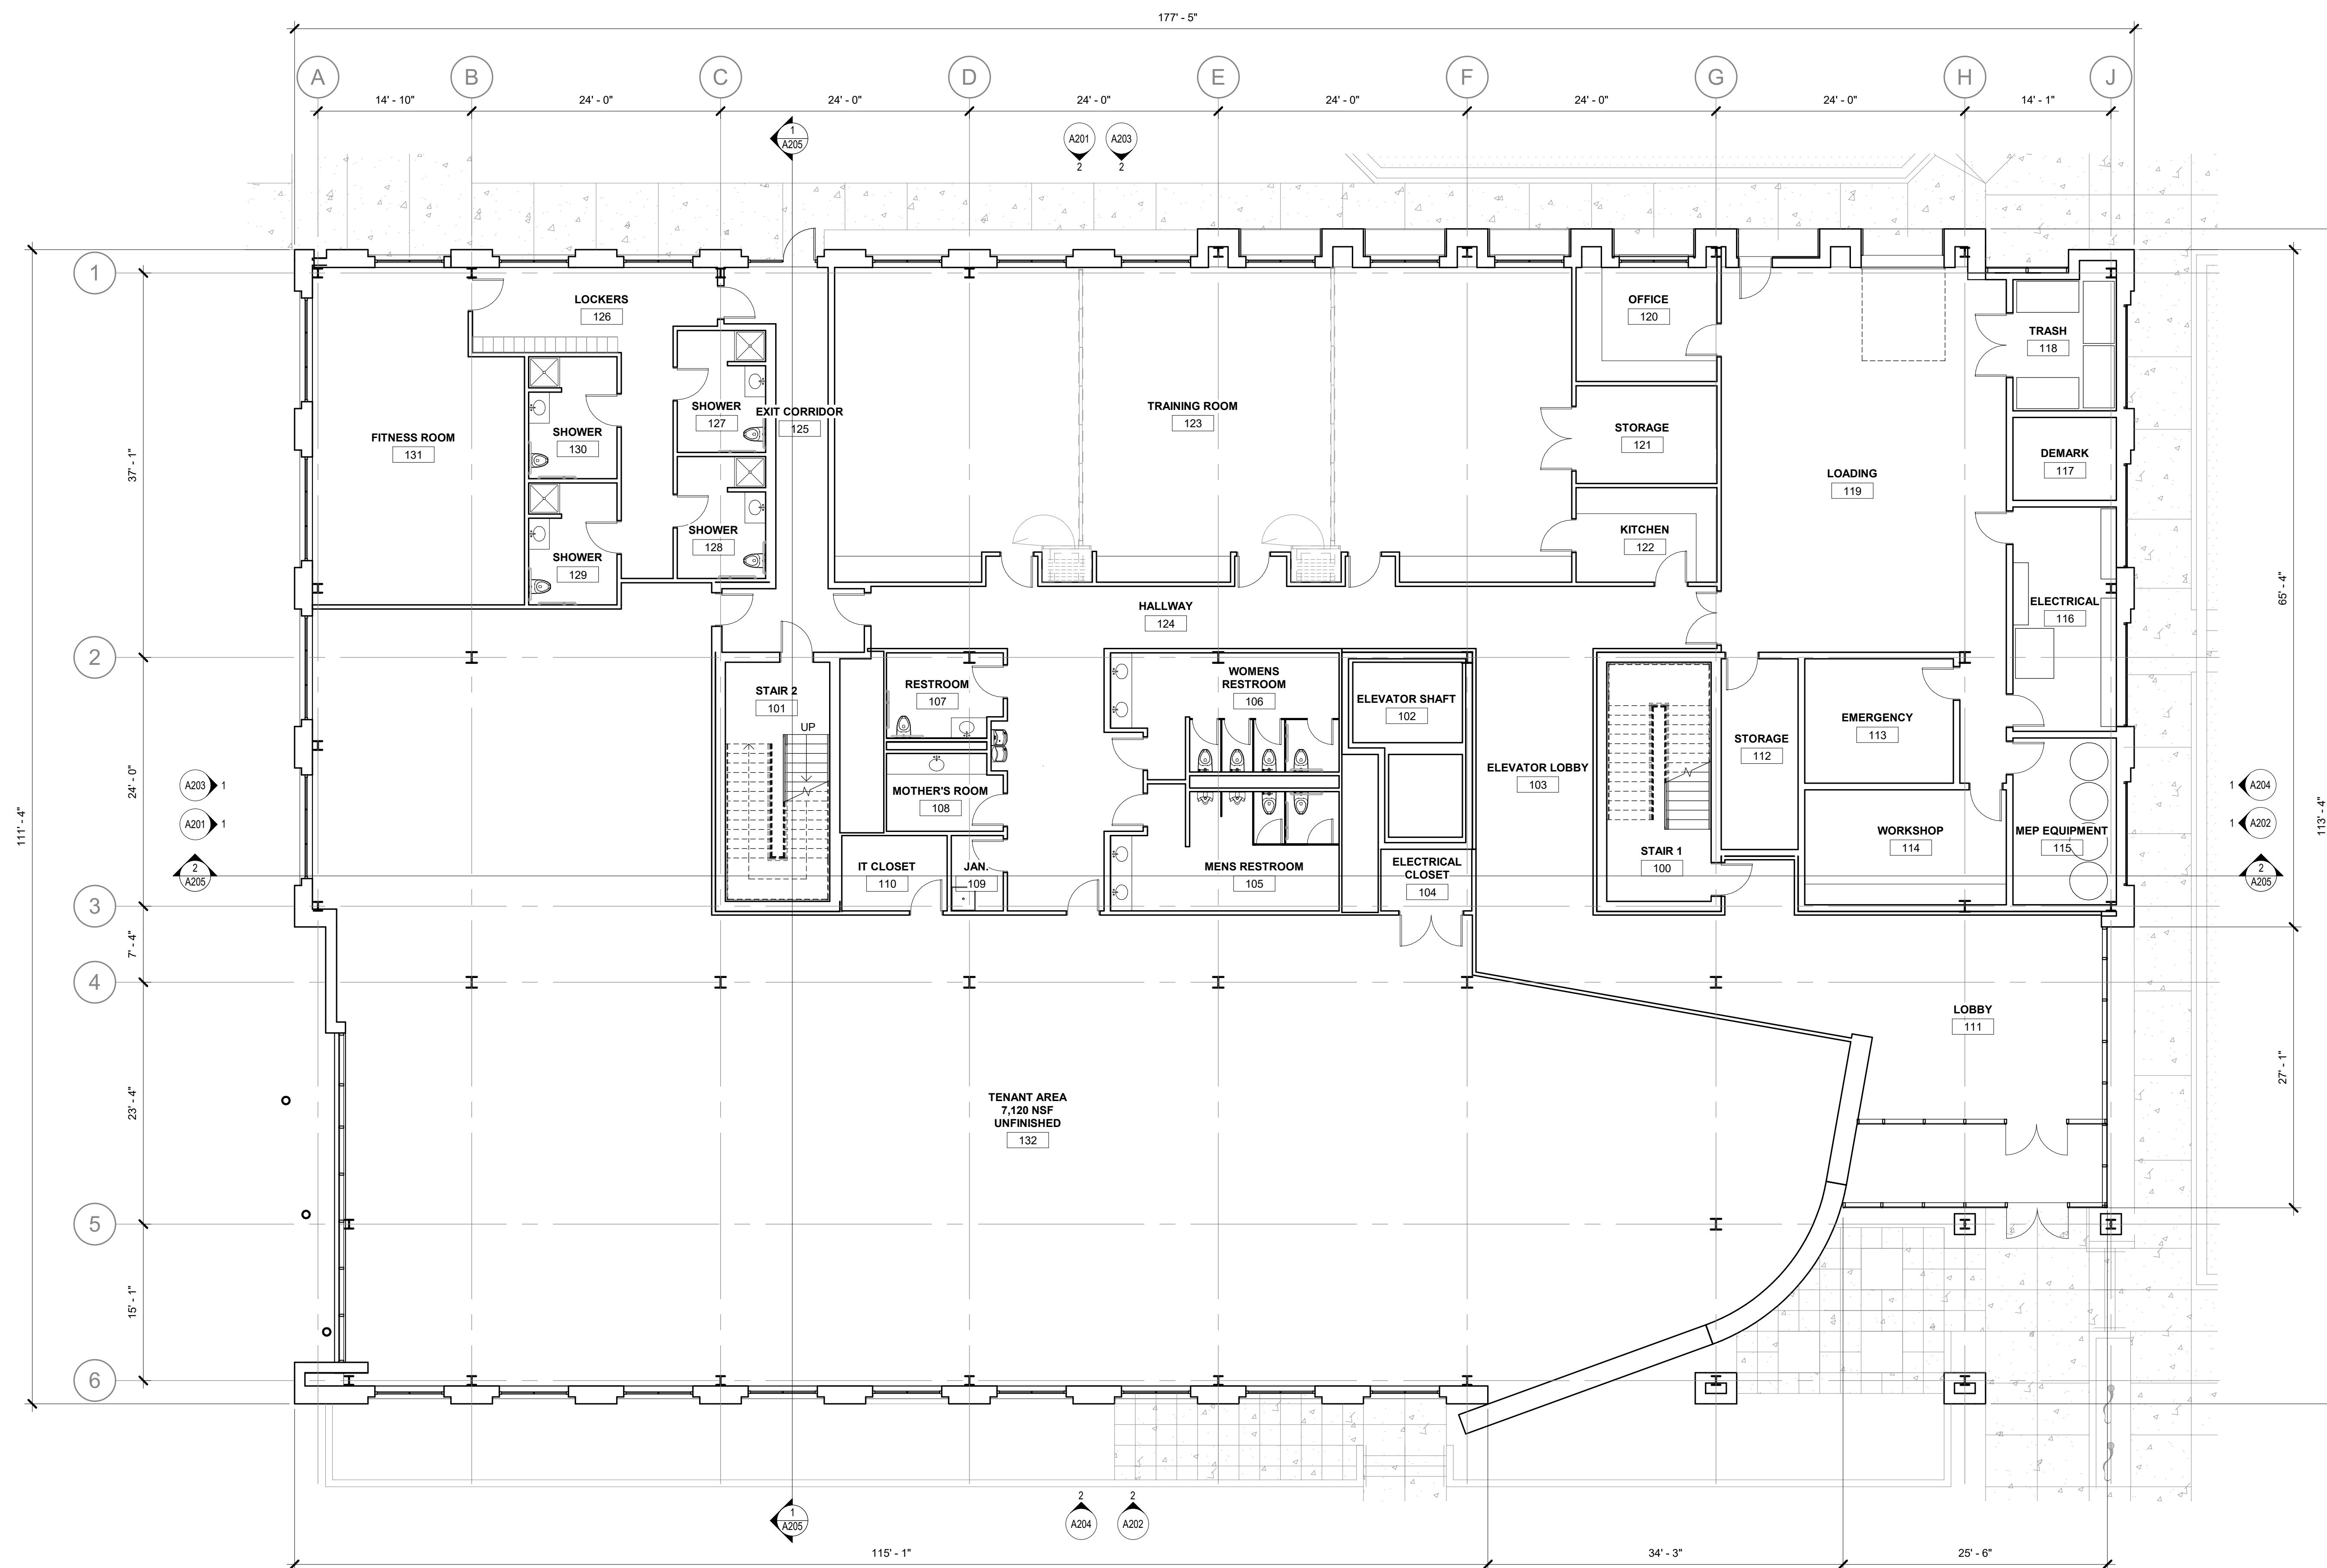 177' - 5"
A
B
C
D
E
F
G
H
J
14' - 10"
24' - 0"
24' - 0"
24' - 0"
24' - 0"
24' - 0"
24' - 0"
14' - 1"
1
A205
A201
2
A203
2
1
LOCKERS
126
OFFICE
120
TRASH
118
SHOWER
127
EXIT CORRIDOR
125
TRAINING ROOM
123
FITNESS ROOM
131
SHOWER
130
STORAGE
121
DEMARK
117
37' - 1"
LOADING
119
SHOWER
128
KITCHEN
122
SHOWER
129
65' - 4"
HALLWAY
124
ELECTRICAL
116
2
STAIR 2
101
UP
RESTROOM
107
WOMENS
RESTROOM
106
ELEVATOR SHAFT
102
EMERGENCY
113
STORAGE
112
ELEVATOR LOBBY
103
24' - 0"
A203
1
A201
1
2
A205
111' - 4"
MOTHER'S ROOM
108
1
A204
1
A202
2
A205
113' - 4"
WORKSHOP
114
MEP EQUIPMENT
115
STAIR 1
100
IT CLOSET
110
JAN.
109
MENS RESTROOM
105
ELECTRICAL
CLOSET
104
3
7' - 4"
4
LOBBY
111
27' - 1"
23' - 4"
TENANT AREA
7,120 NSF
UNFINISHED
132
5
15' - 1"
6
1
A205
2
A204
2
A202
115' - 1"
34' - 3"
25' - 6"